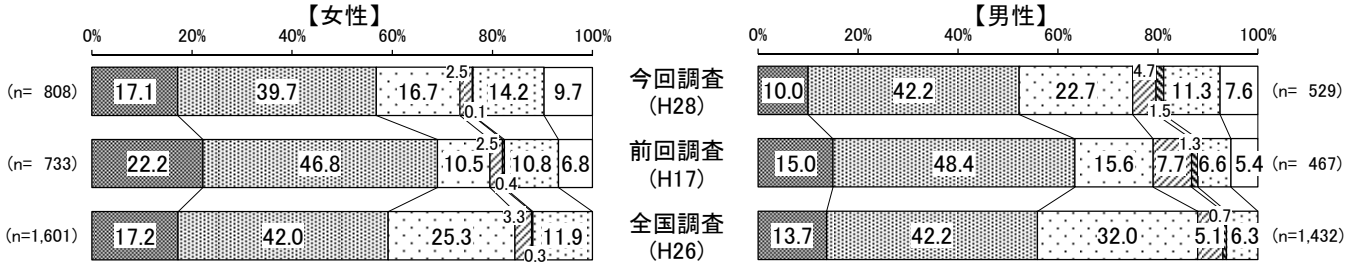 【女性】 【男性】
0% 20% 40% 60% 80% 100% 0% 20% 40% 60% 80% 100%
(n= 808) 17.1 39.7 16.7 2.5 0.1 14.2 9.7 今回調査 (H28) 10.0 42.2 22.7 4.7 1.5 11.3 7.6 (n= 529)
(n= 733) 22.2 46.8 10.5 2.5 0.4 10.8 6.8 前回調査 (H17) 15.0 48.4 15.6 7.7 1.3 6.6 5.4 (n= 467)
(n=1,601) 17.2 42.0 25.3 3.3 0.3 11.9 全国調査 (H26) 13.7 42.2 32.0 5.1 0.7 6.3 (n=1,432)